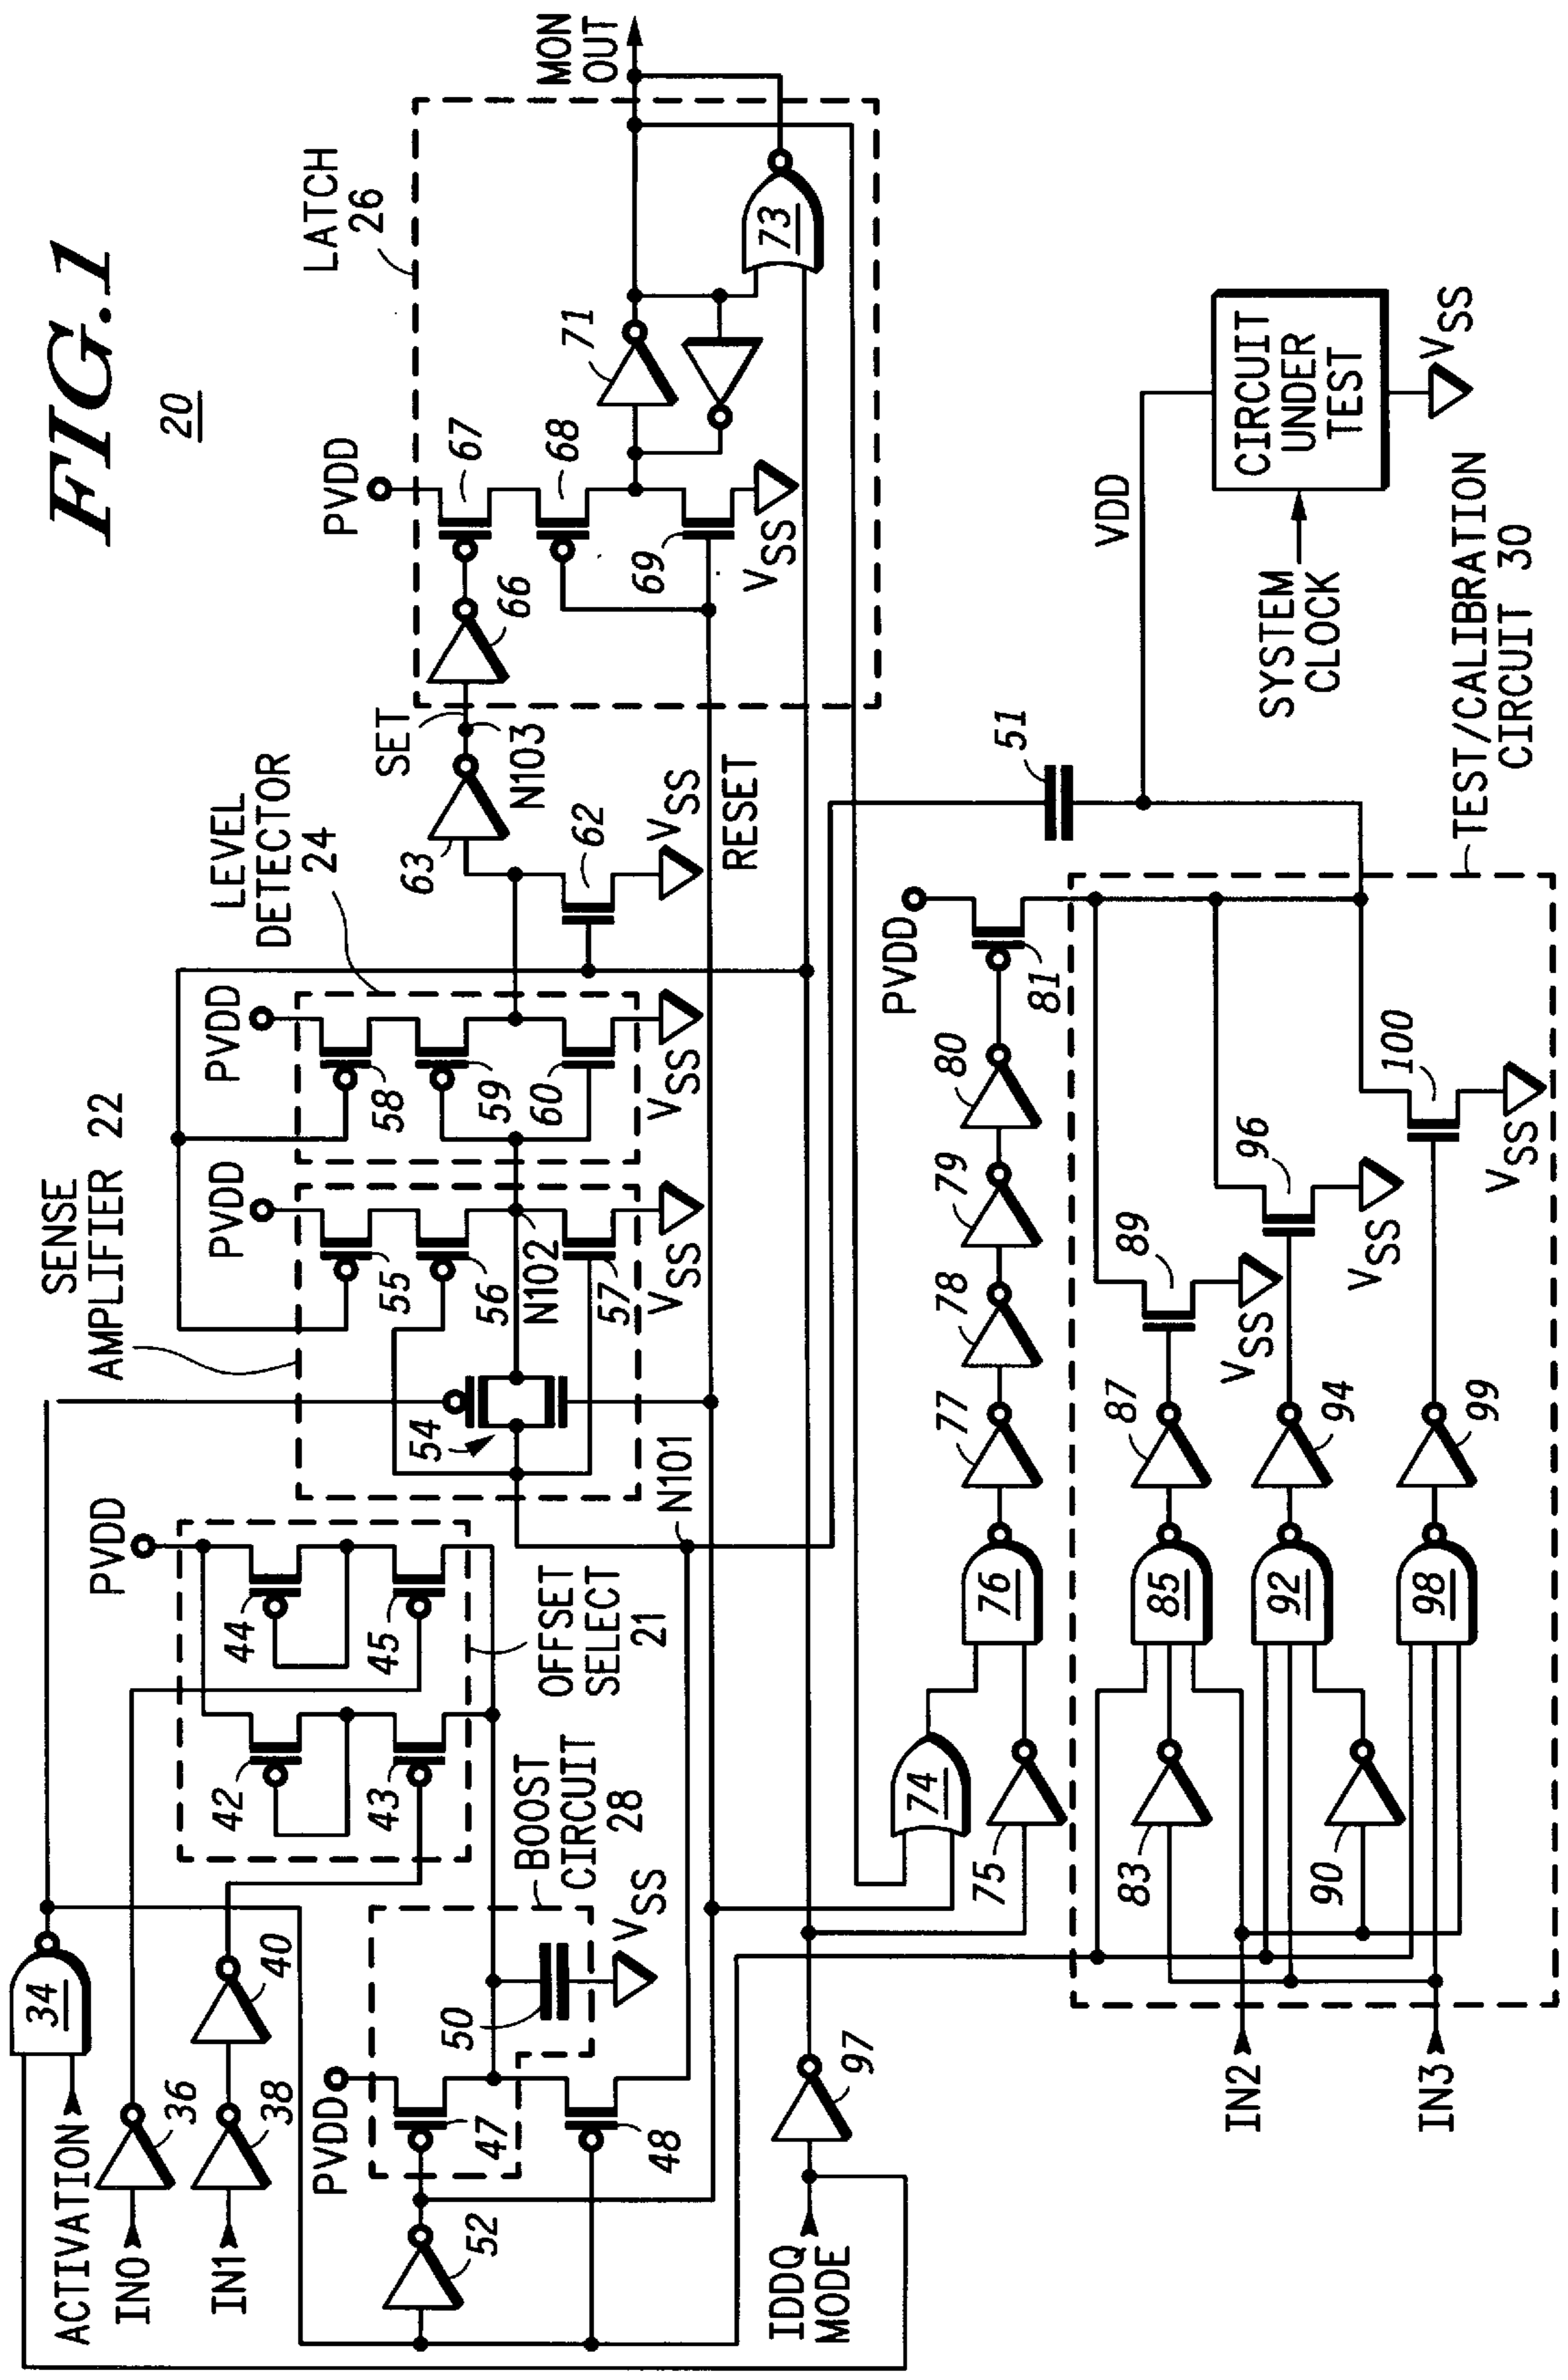 FIG.1
20
ACTIVATION
34
IN0
36
IN1
38
40
PVDD
42
43
44
45
OFFSET
SELECT
21
PVDD
47
48
50
VSS
BOOST
CIRCUIT
28
52
SENSE
AMPLIFIER 22
54
PVDD
55
56
57
N102
VSS
N101
LEVEL
DETECTOR
24
PVDD
58
59
60
VSS
62
VSS
63
SET
N103
RESET
LATCH
26
66
PVDD
67
68
69
VSS
71
73
MON
OUT
IDDQ
MODE
97
74
75
76
77
78
79
80
PVDD
81
51
VDD
SYSTEM
CLOCK
CIRCUIT
UNDER
TEST
VSS
TEST/CALIBRATION
CIRCUIT 30
IN2
IN3
83
85
87
89
VSS
90
92
94
96
VSS
98
99
100
VSS